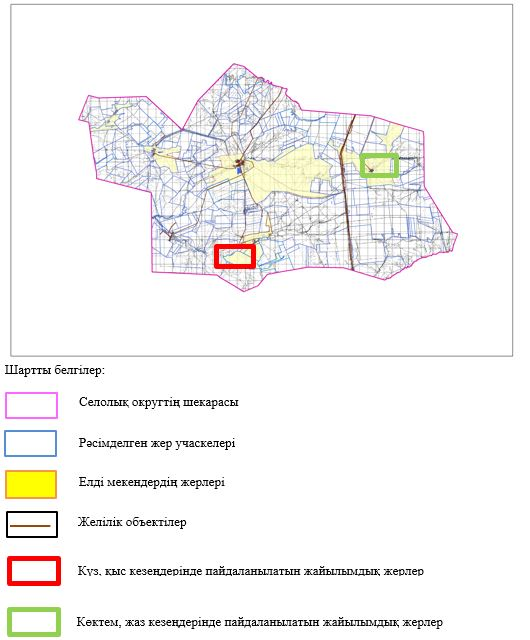 Шартты белгілер:
Селолық округтің шекарасы
Рәсімделген жер учаскелері
Елді мекендердің жерлері
Желілік объектілер
Күз, қыс кезеңдерінде пайдаланылатын жайылымдық жерлер
Көктем, жаз кезеңдерінде пайдаланылатын жайылымдық жерлер